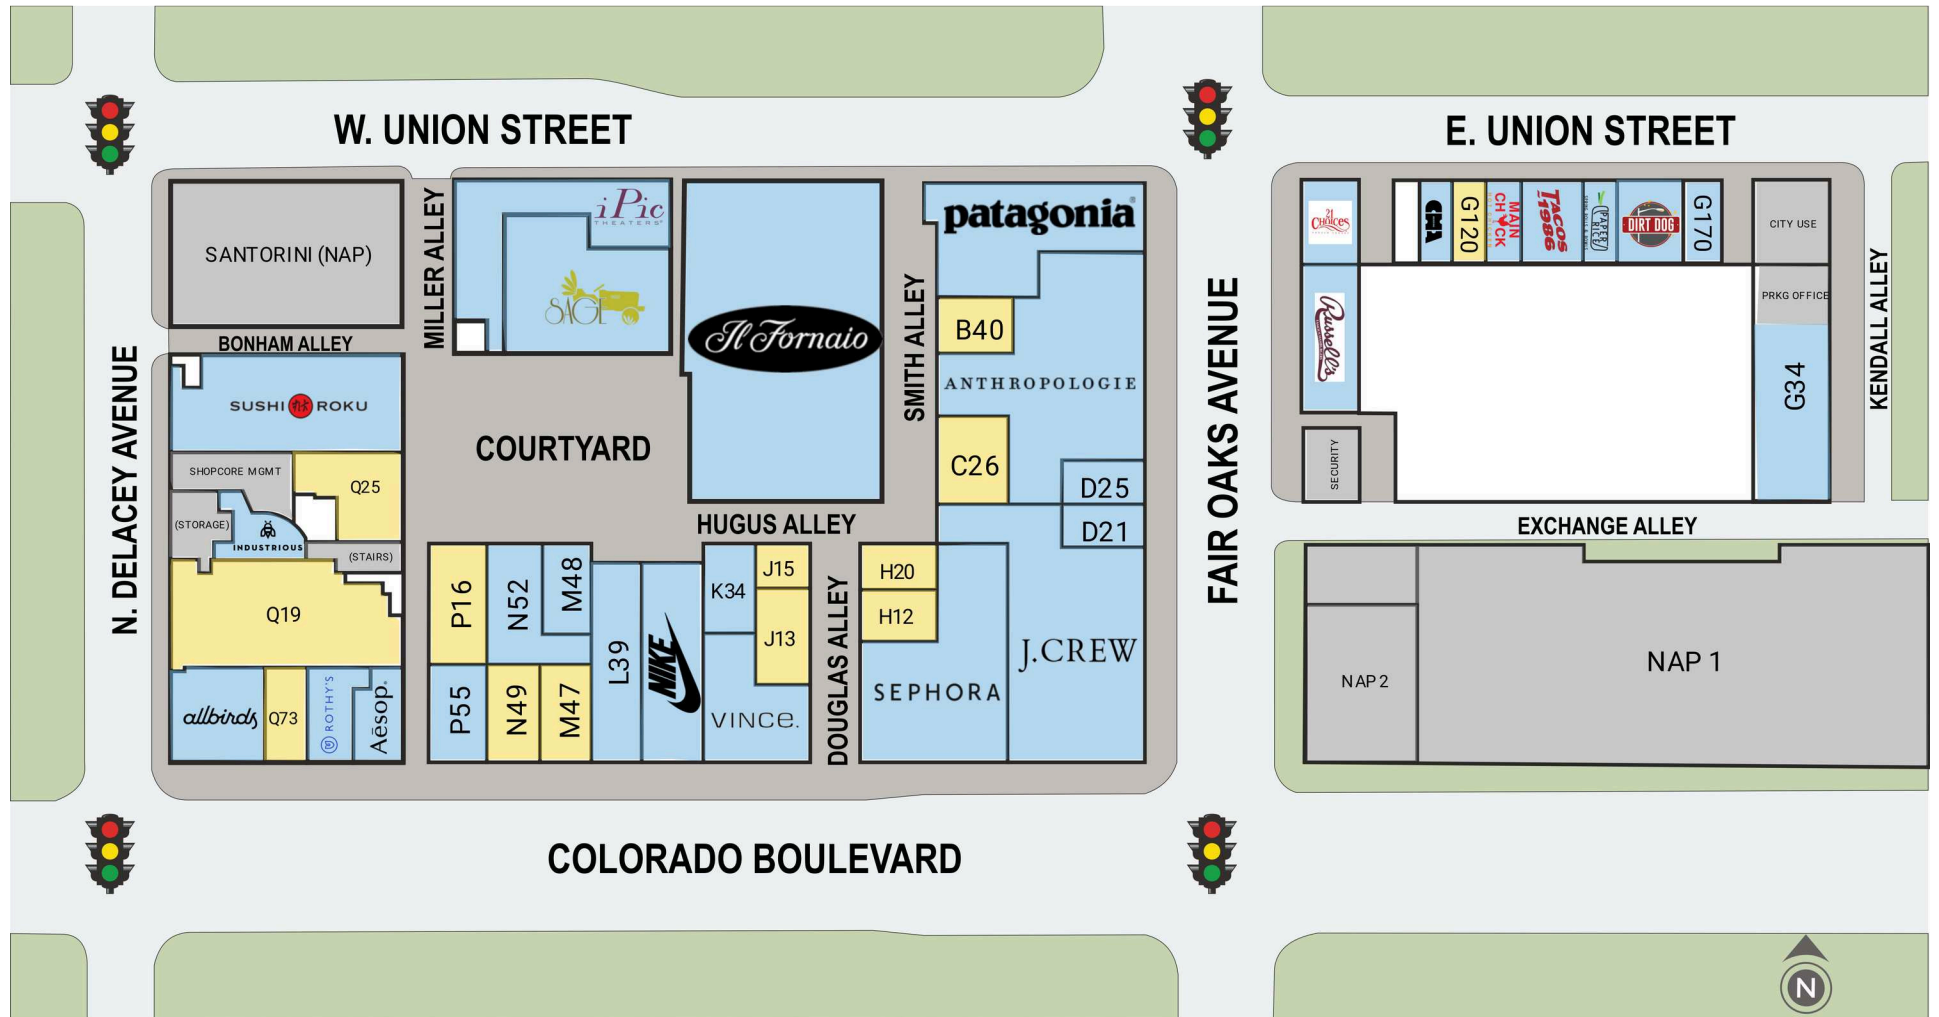 W. UNION STREET
E. UNION STREET
SANTORINI (NAP)
MILLER ALLEY
iPic
THEATERS
SAGE
Il Fornaio
SMITH ALLEY
patagonia
B40
ANTHROPOLOGIE
C26
D25
D21
FAIR OAKS AVENUE
21
CHOICES
CHA
G120
MAIN
CHICK
TACOS
1986
PAPER
RICE
DIRT DOG
G170
CITY USE
PRKG OFFICE
G34
KENDALL ALLEY
Russell's
SECURITY
N. DELACEY AVENUE
BONHAM ALLEY
SUSHI ROKU
SHOPCORE MGMT
Q25
(STORAGE)
INDUSTRIOUS
(STAIRS)
Q19
allbirds
Q73
ROTHY'S
Aēsop.
COURTYARD
HUGUS ALLEY
P16
N52
M48
L39
NIKE
K34
J15
J13
P55
N49
M47
VINCE.
DOUGLAS ALLEY
H20
H12
SEPHORA
J.CREW
EXCHANGE ALLEY
NAP 2
NAP 1
COLORADO BOULEVARD
N